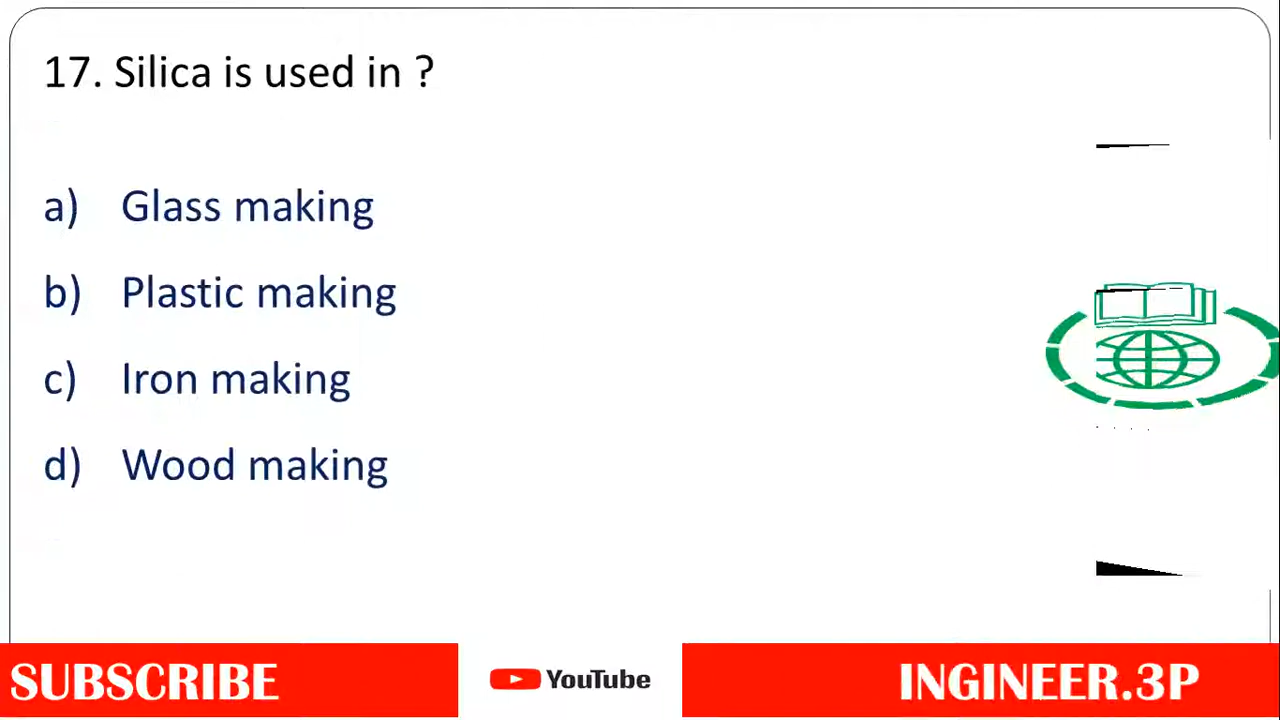 17. Silica is used in ?
a) Glass making
b) Plastic making
c) Iron making
d) Wood making
SUBSCRIBE YouTube INGINEER.3P